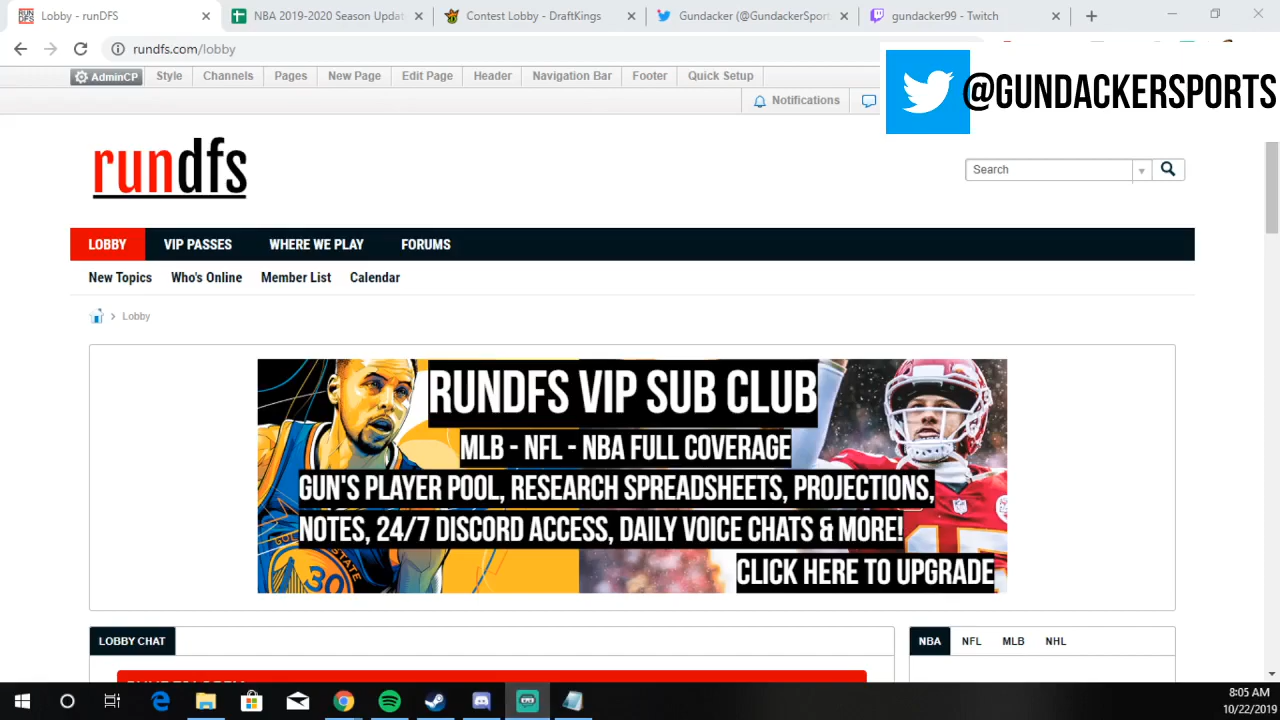 Lobby - runDFS
NBA 2019-2020 Season Updat
Contest Lobby - DraftKings
Gundacker (@GundackerSport
gundacker99 - Twitch
rundfs.com/lobby
AdminCP Style Channels Pages New Page Edit Page Header Navigation Bar Footer Quick Setup
Notifications
@GUNDACKERSPORTS
rundfs
Search
LOBBY VIP PASSES WHERE WE PLAY FORUMS
New Topics Who's Online Member List Calendar
Lobby
RUNDFS VIP SUB CLUB
MLB - NFL - NBA FULL COVERAGE
GUN'S PLAYER POOL, RESEARCH SPREADSHEETS, PROJECTIONS,
NOTES, 24/7 DISCORD ACCESS, DAILY VOICE CHATS & MORE!
CLICK HERE TO UPGRADE
30
LOBBY CHAT
NBA NFL MLB NHL
8:05 AM
10/22/2019